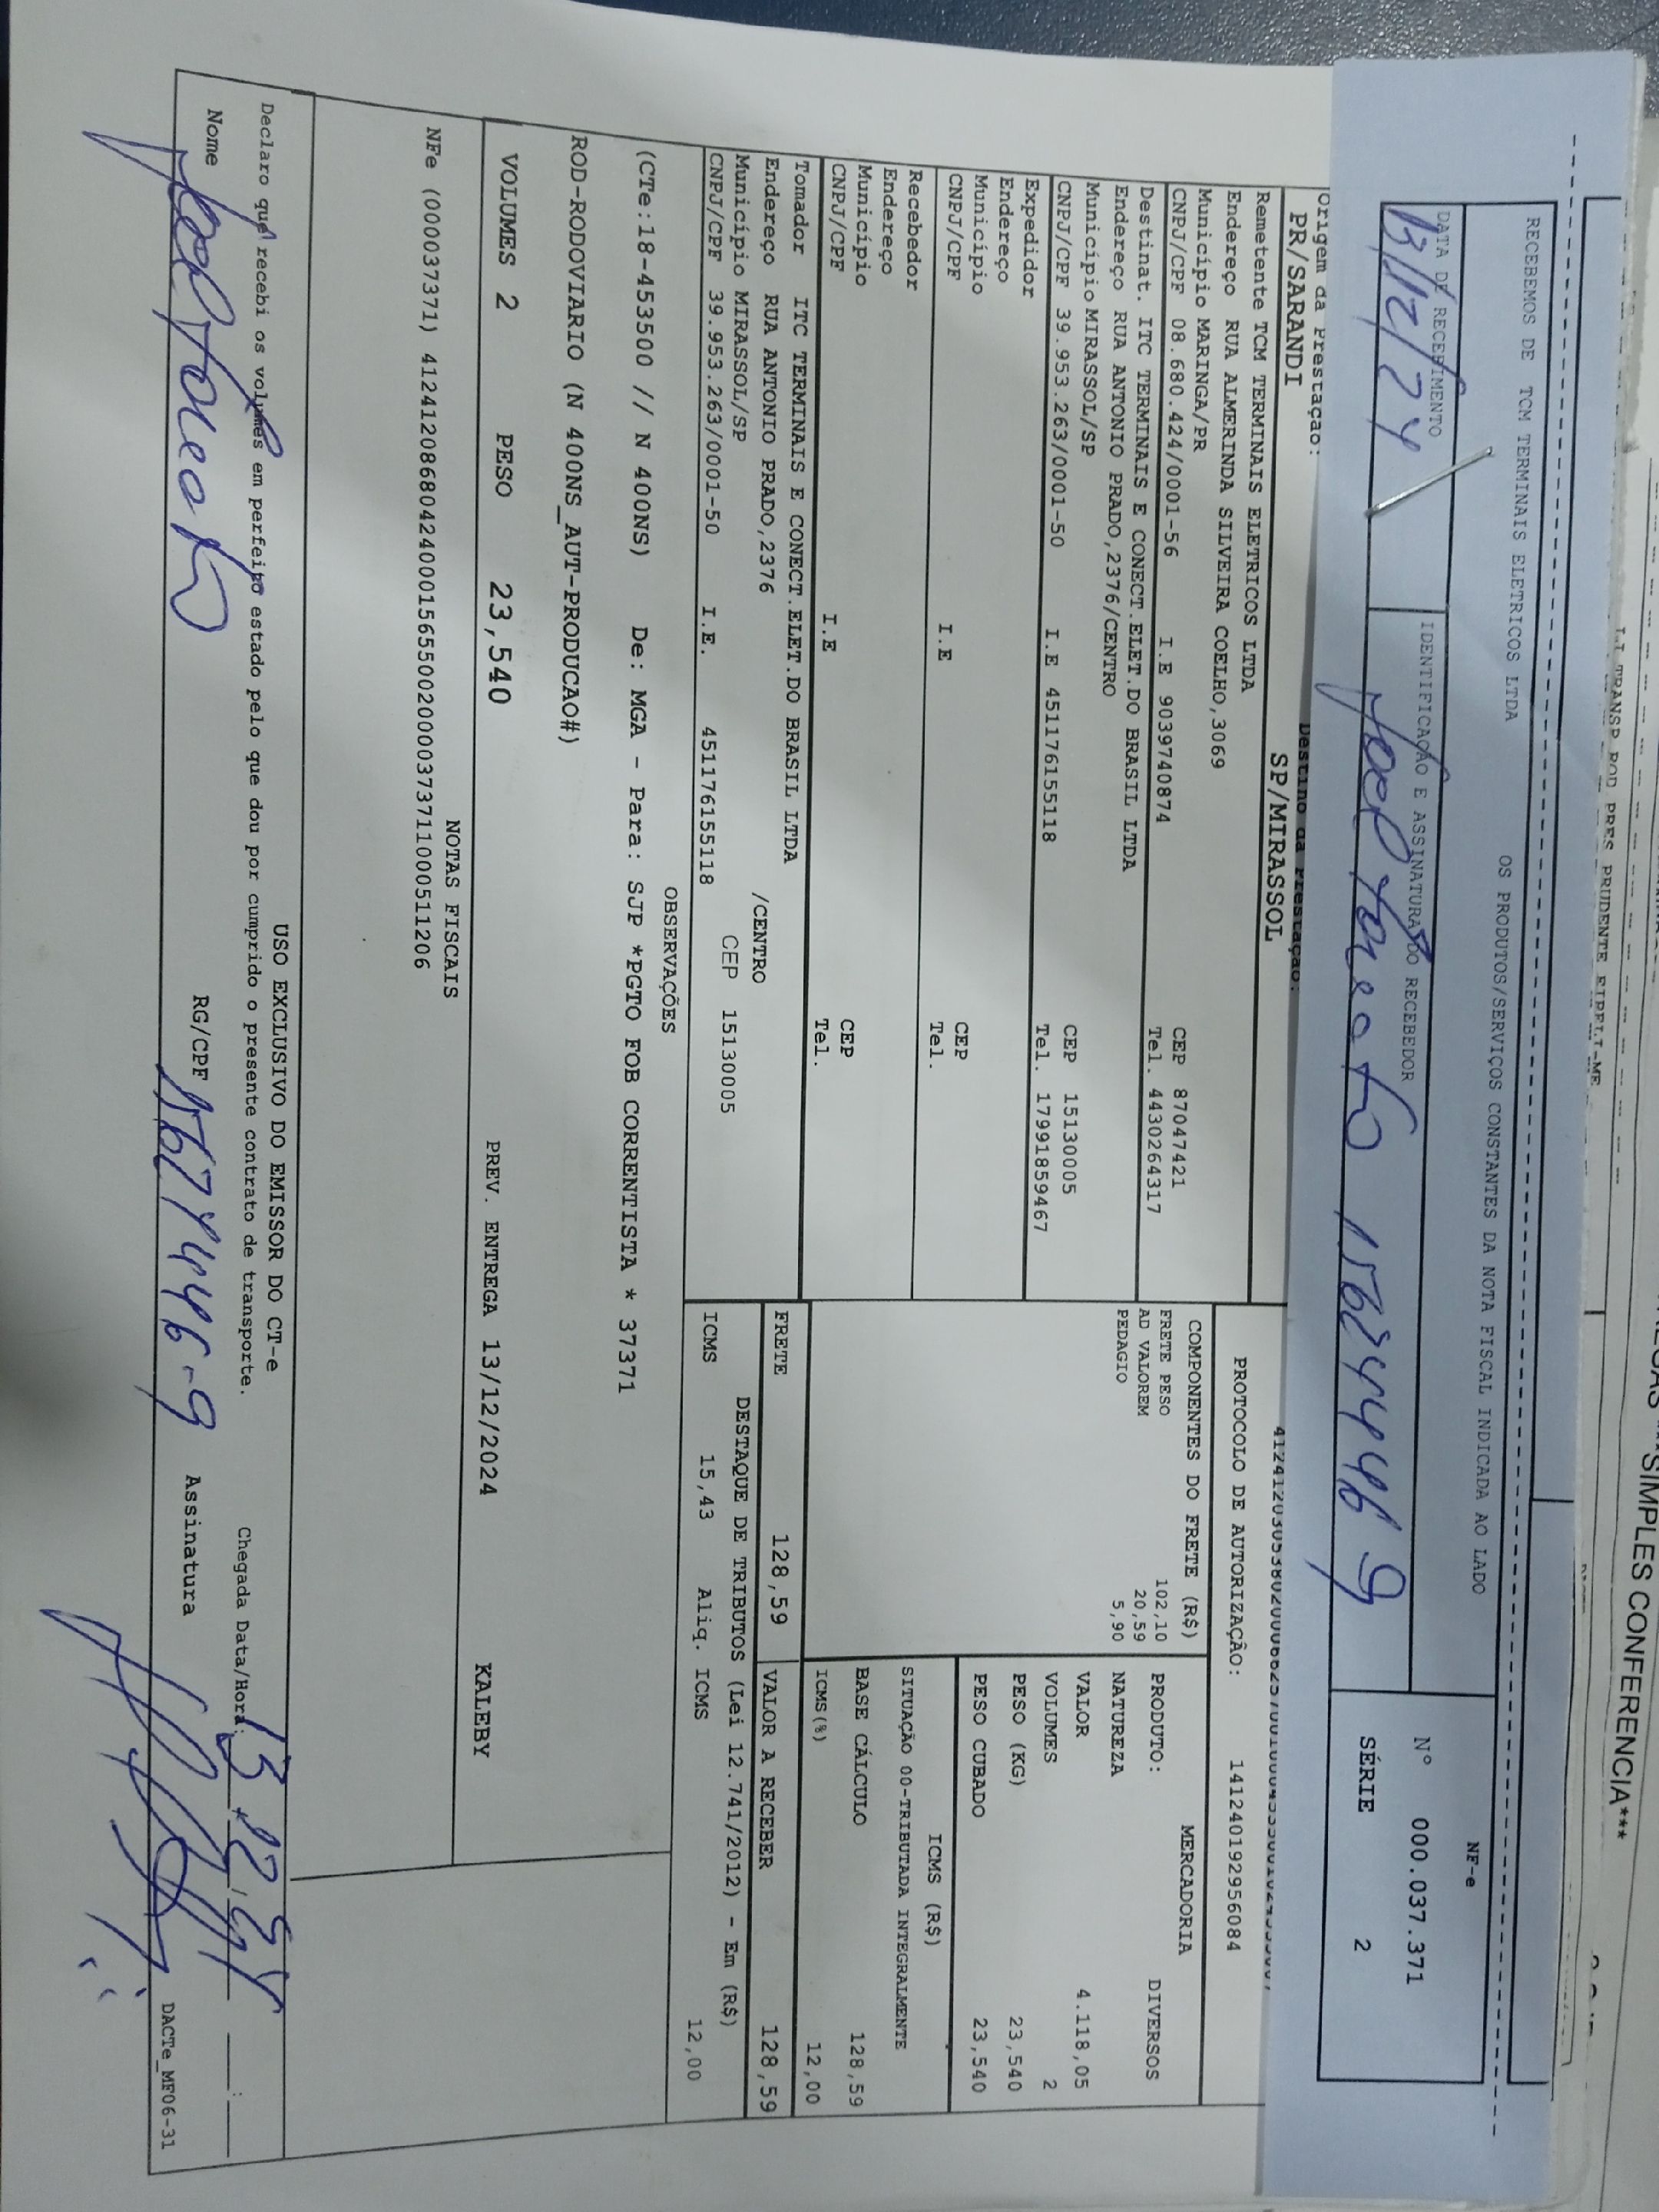 ***SIMPLES CONFERENCIA***
TRANSP ROD PRES PRUDENTE EIRELI-ME
RECEBEMOS DE TCM TERMINAIS ELETRICOS LTDA OS PRODUTOS/SERVIÇOS CONSTANTES DA NOTA FISCAL INDICADA AO LADO
NF-e
DATA DE RECEBIMENTO IDENTIFICAÇÃO E ASSINATURA DO RECEBEDOR
Nº 000.037.371
13/12/24 15674446 9
SÉRIE 2
Origem da Prestação: Destino da Prestação:
PR/SARANDI SP/MIRASSOL
Remetente TCM TERMINAIS ELETRICOS LTDA
Endereço RUA ALMERINDA SILVEIRA COELHO,3069
Município MARINGA/PR CEP 87047421
CNPJ/CPF 08.680.424/0001-56 I.E 9039740874 Tel. 4430264317
Destinat. ITC TERMINAIS E CONECT.ELET.DO BRASIL LTDA
Endereço RUA ANTONIO PRADO,2376/CENTRO
Município MIRASSOL/SP CEP 15130005
CNPJ/CPF 39.953.263/0001-50 I.E 451176155118 Tel. 17991859467
Expedidor
Endereço
Município CEP
CNPJ/CPF I.E Tel.
Recebedor
Endereço
Município CEP
CNPJ/CPF I.E Tel.
Tomador ITC TERMINAIS E CONECT.ELET.DO BRASIL LTDA
Endereço RUA ANTONIO PRADO,2376 /CENTRO
Município MIRASSOL/SP CEP 15130005
CNPJ/CPF 39.953.263/0001-50 I.E. 451176155118
PROTOCOLO DE AUTORIZAÇÃO: 141240192956084
COMPONENTES DO FRETE (R$)
FRETE PESO 102,10
AD VALOREM 20,59
PEDAGIO 5,90
MERCADORIA
PRODUTO: DIVERSOS
NATUREZA
VALOR 4.118,05
VOLUMES 2
PESO (KG) 23,540
PESO CUBADO 23,540
ICMS (R$)
SITUAÇÃO 00-TRIBUTADA INTEGRALMENTE
BASE CÁLCULO 128,59
ICMS(%) 12,00
FRETE 128,59 VALOR A RECEBER 128,59
DESTAQUE DE TRIBUTOS (Lei 12.741/2012) - Em (R$)
ICMS 15,43 Aliq. ICMS 12,00
OBSERVAÇÕES
(CTe:18-453500 // N 400NS) De: MGA - Para: SJP *PGTO FOB CORRENTISTA * 37371
ROD-RODOVIARIO (N 400NS_AUT-PRODUCAO#)
VOLUMES 2 PESO 23,540 PREV. ENTREGA 13/12/2024 KALEBY
NOTAS FISCAIS
NFe (000037371) 41241208680424000156550020000373711000511206
USO EXCLUSIVO DO EMISSOR DO CT-e
Declaro que recebi os volumes em perfeito estado pelo que dou por cumprido o presente contrato de transporte. Chegada Data/Hora: 13/12/24
Nome RG/CPF 15674446-9 Assinatura
DACTe_MF06-31